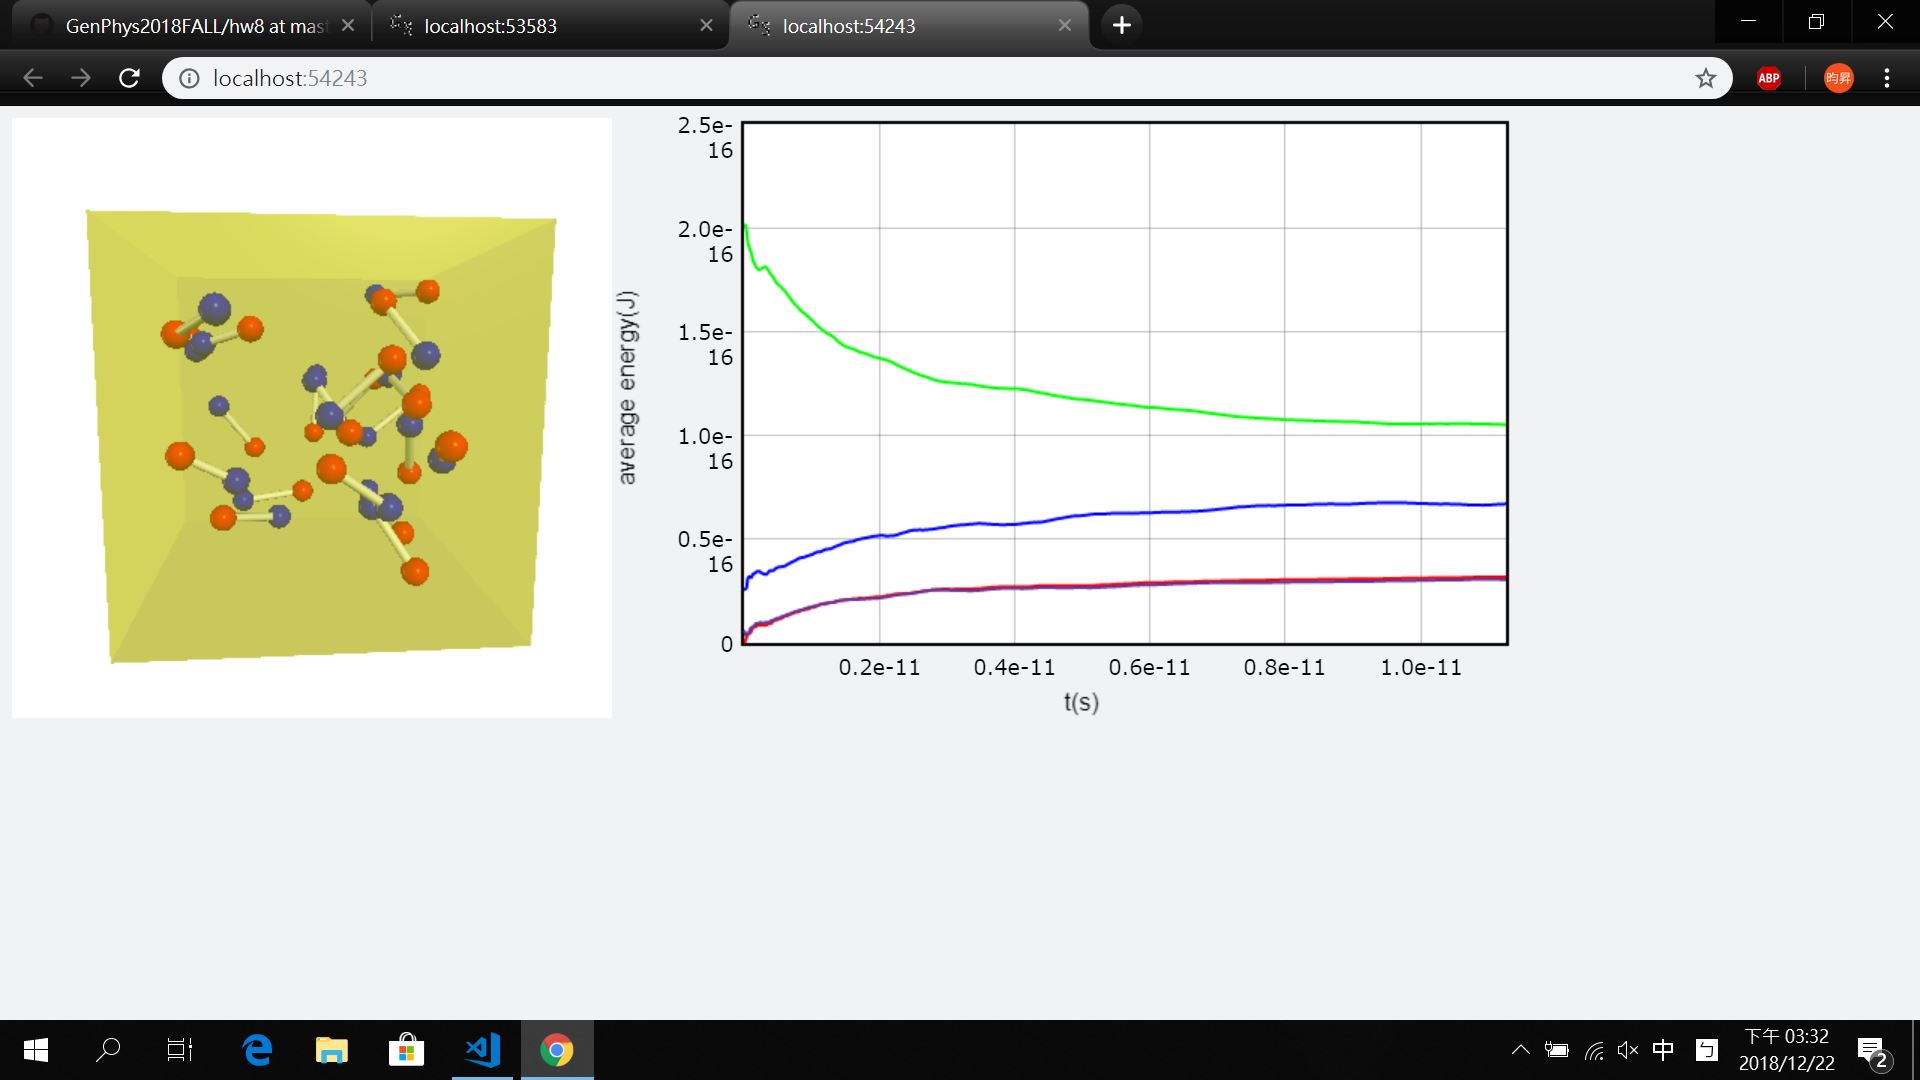 GenPhys2018FALL/hw8 at mast
localhost:53583
localhost:54243
localhost:54243
ABP
昀昇
2.5e-
16
2.0e-
16
1.5e-
16
1.0e-
16
0.5e-
16
0
average energy(J)
0.2e-11 0.4e-11 0.6e-11 0.8e-11 1.0e-11
t(s)
中
ㄅ
下午 03:32
2018/12/22
2